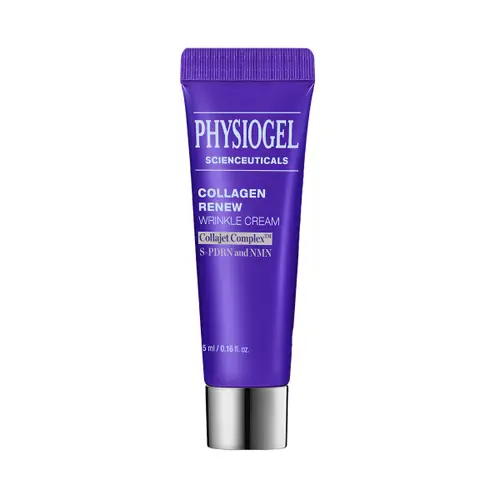 PHYSIOGEL
SCIENCEUTICALS
COLLAGEN
RENEW
WRINKLE CREAM
Collajet Complex™
S-PDRN and NMN
5 ml / 0.16 fl. oz.